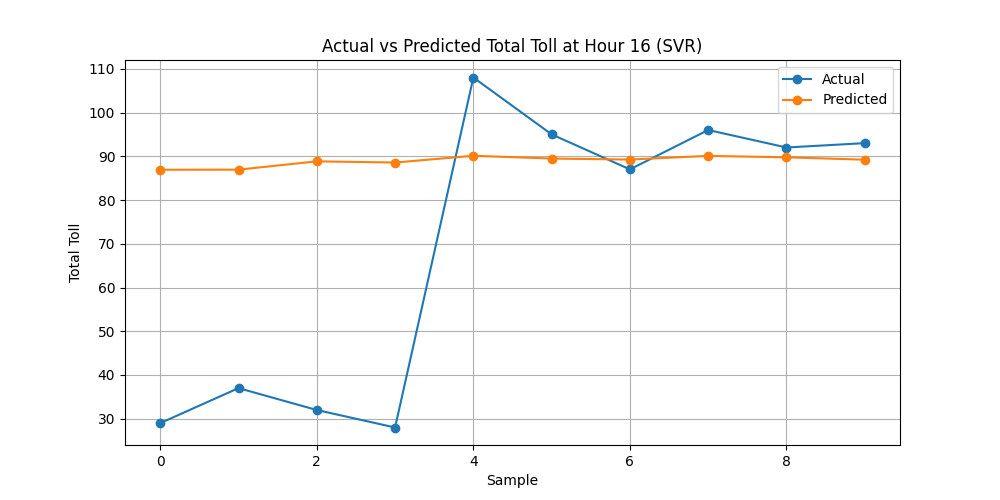 Actual vs Predicted Total Toll at Hour 16 (SVR)
Actual
Predicted
110
100
90
80
70
60
50
40
30
Total Toll
0 2 4 6 8
Sample